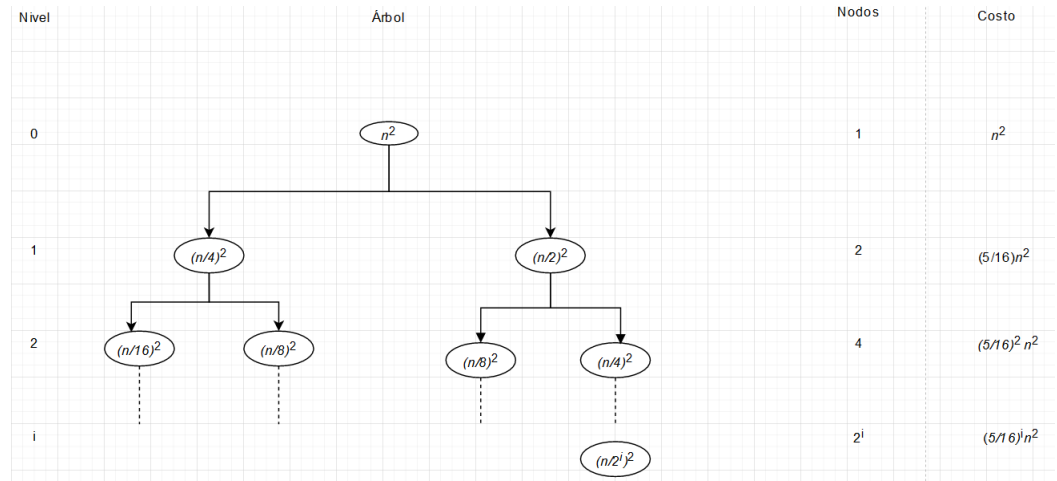 Nivel Árbol Nodos Costo
0 n² 1 n²
1 (n/4)² (n/2)² 2 (5/16)n²
2 (n/16)² (n/8)² (n/8)² (n/4)² 4 (5/16)² n²
i (n/2ⁱ)² 2ⁱ (5/16)ⁱn²